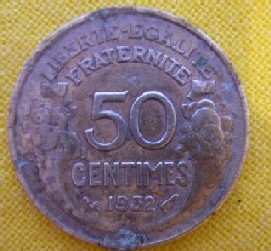 LIBERTE-EGALITE
FRATERNITE
50
CENTIMES
1932